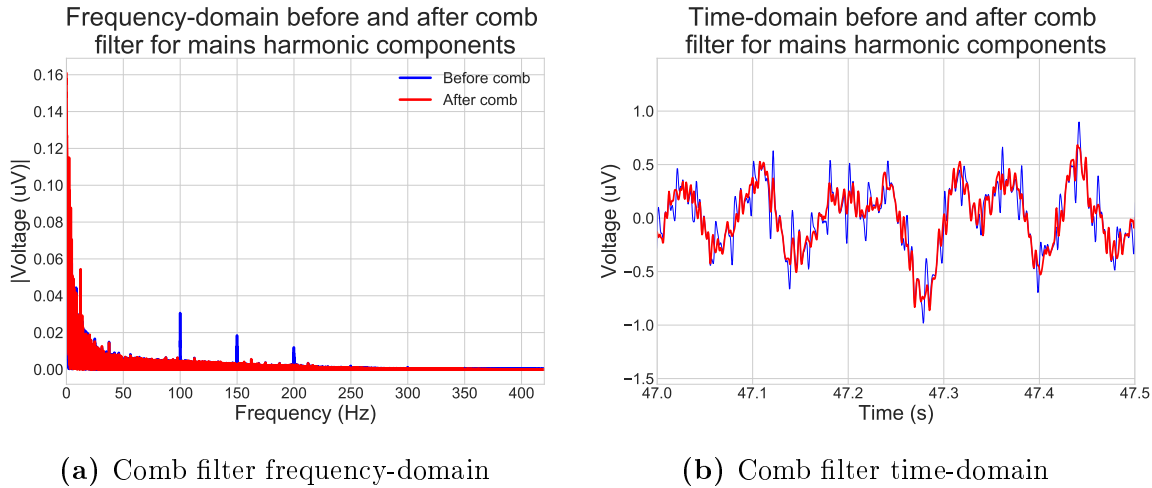 Frequency-domain before and after comb
filter for mains harmonic components
|Voltage (uV)|
0.16
0.14
0.12
0.10
0.08
0.06
0.04
0.02
0.00
Before comb
After comb
0 50 100 150 200 250 300 350 400
Frequency (Hz)
(a) Comb filter frequency-domain
Time-domain before and after comb
filter for mains harmonic components
Voltage (uV)
1.0
0.5
0.0
−0.5
−1.0
−1.5
47.0 47.1 47.2 47.3 47.4 47.5
Time (s)
(b) Comb filter time-domain